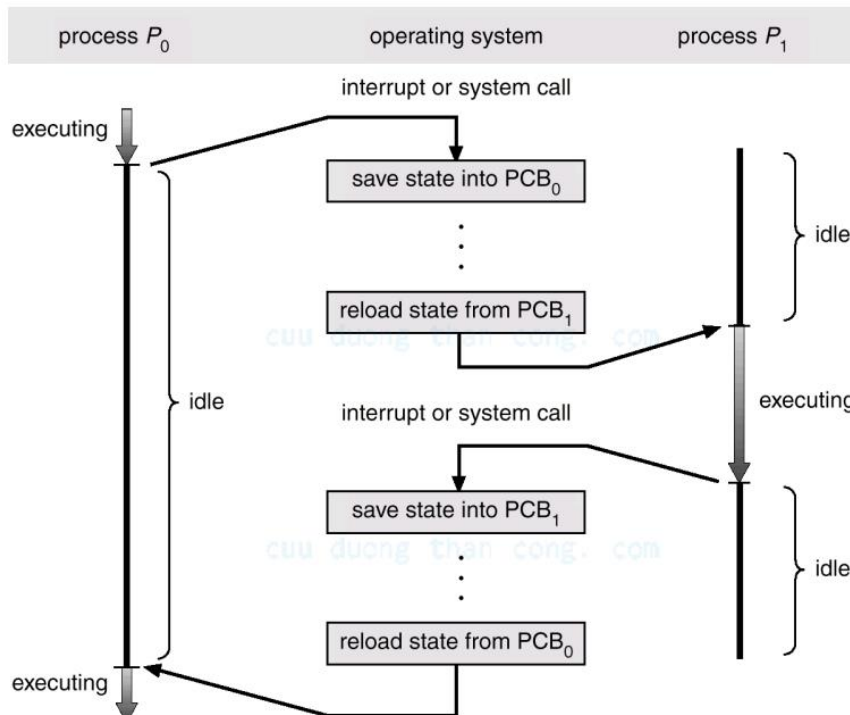 process P0 operating system process P1
interrupt or system call
executing
save state into PCB0
idle
reload state from PCB1
cuu duong than cong. com
idle
executing
interrupt or system call
save state into PCB1
cuu duong than cong. com
idle
reload state from PCB0
executing